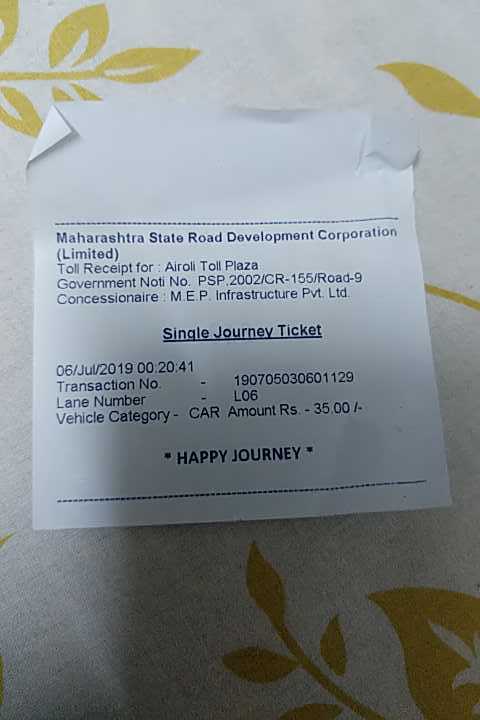 Maharashtra State Road Development Corporation
(Limited)
Toll Receipt for : Airoli Toll Plaza
Government Noti No. PSP.2002/CR-155/Road-9
Concessionaire : M.E.P. Infrastructure Pvt. Ltd.
Single Journey Ticket
06/Jul/2019 00:20:41
Transaction No. - 190705030601129
Lane Number - L06
Vehicle Category - CAR Amount Rs. - 35.00 /-
* HAPPY JOURNEY *